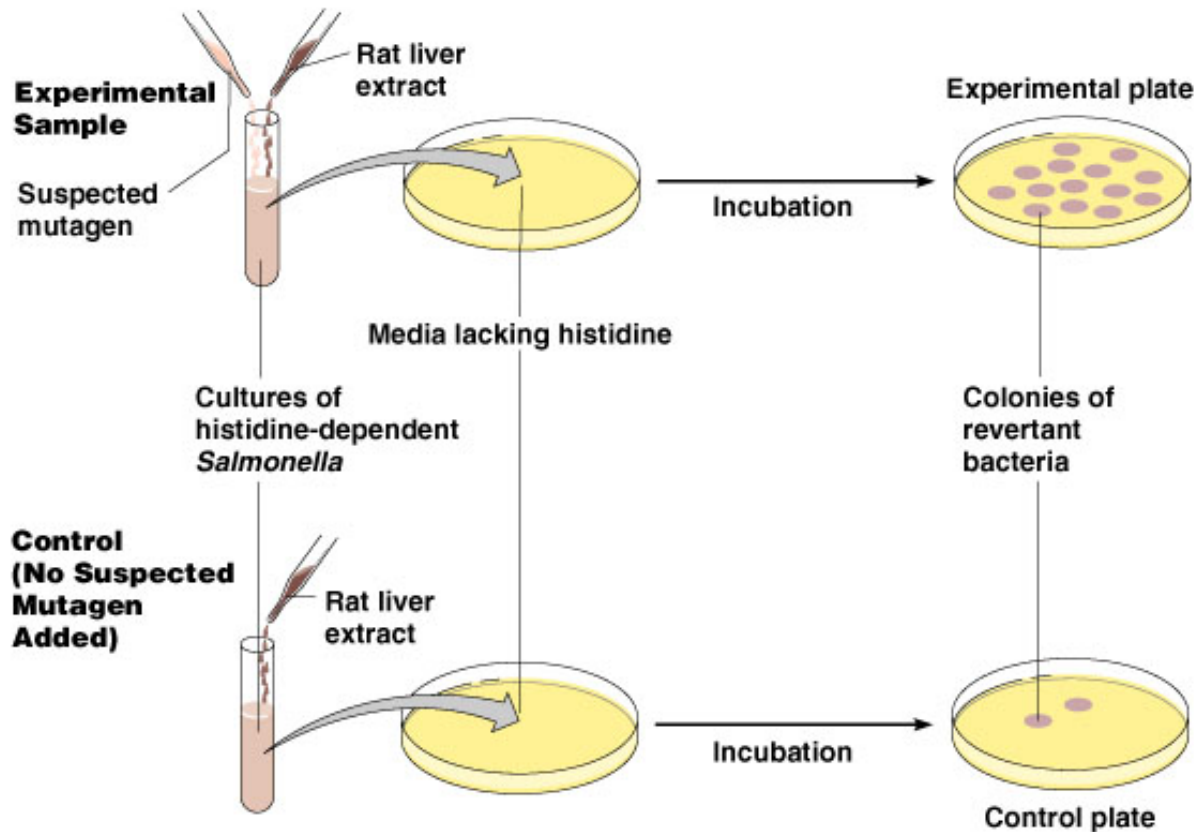 Rat liver
extract
Experimental
Sample
Suspected
mutagen
Experimental plate
Incubation
Media lacking histidine
Cultures of
histidine-dependent
Salmonella
Colonies of
revertant
bacteria
Control
(No Suspected
Mutagen
Added)
Rat liver
extract
Incubation
Control plate